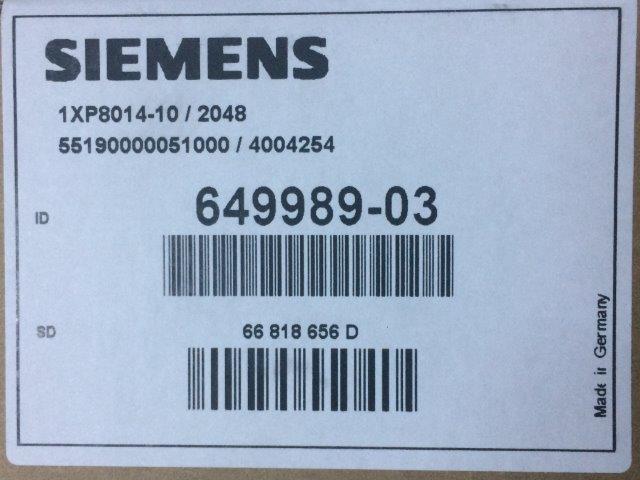 SIEMENS
1XP8014-10 / 2048
55190000051000 / 4004254
ID 649989-03
SD 66 818 656 D
Made in Germany